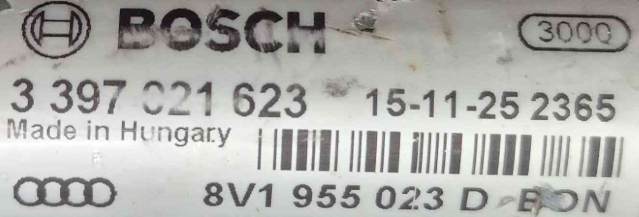 BOSCH 3000
3 397 021 623 15-11-25 2365
Made in Hungary
8V1 955 023 D